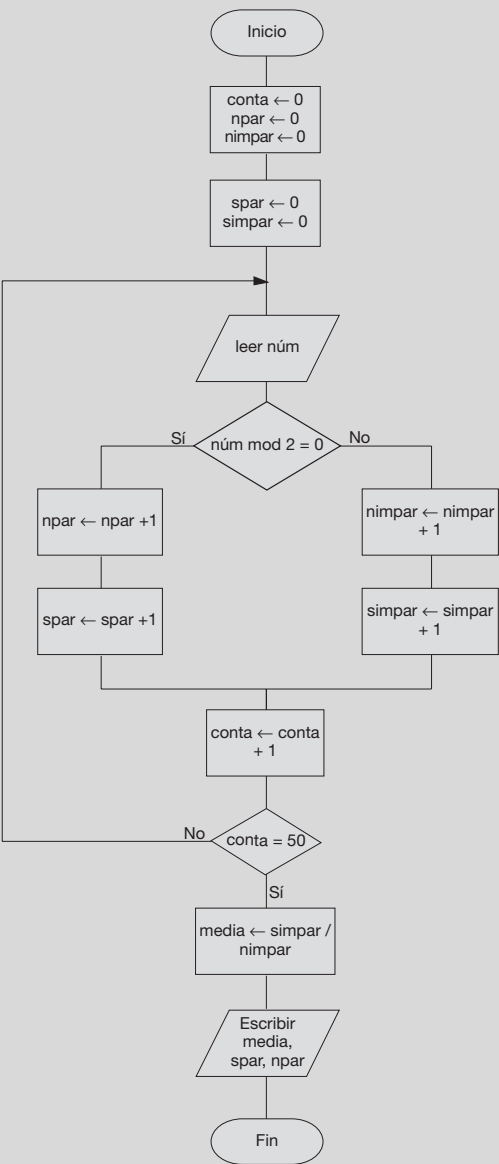 Inicio
conta ← 0
npar ← 0
nimpar ← 0
spar ← 0
simpar ← 0
leer núm
Sí
núm mod 2 = 0
No
npar ← npar +1
nimpar ← nimpar
+ 1
spar ← spar +1
simpar ← simpar
+ 1
conta ← conta
+ 1
No
conta = 50
Sí
media ← simpar /
nimpar
Escribir
media,
spar, npar
Fin